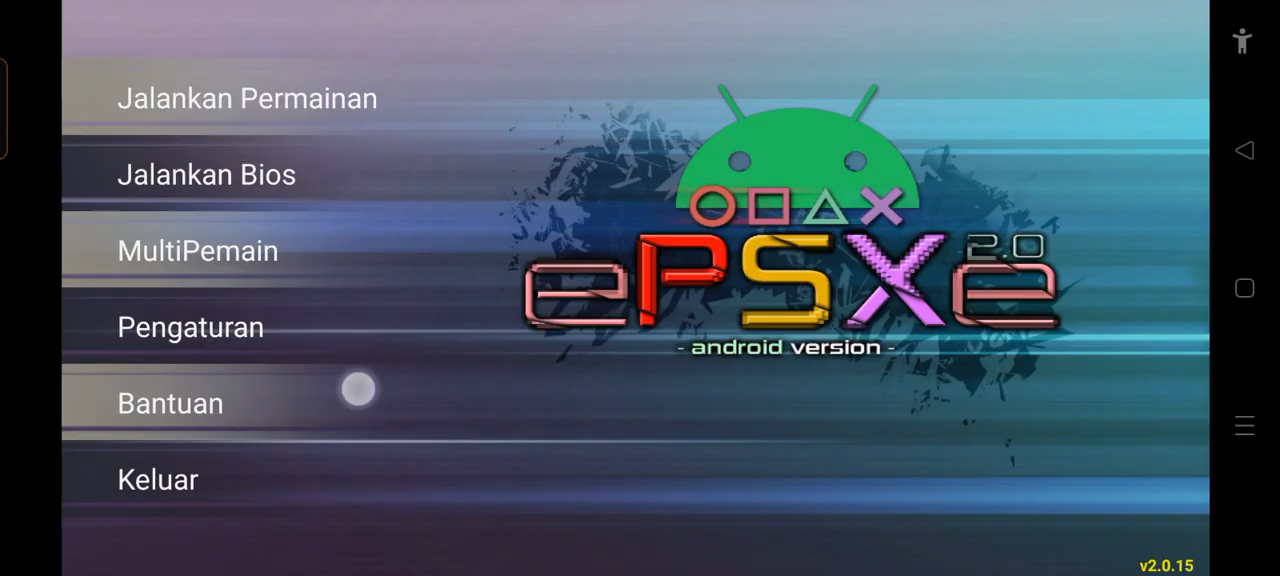 Jalankan Permainan
Jalankan Bios
MultiPemain
Pengaturan
Bantuan
Keluar
ePSXe 2.0
- android version -
v2.0.15